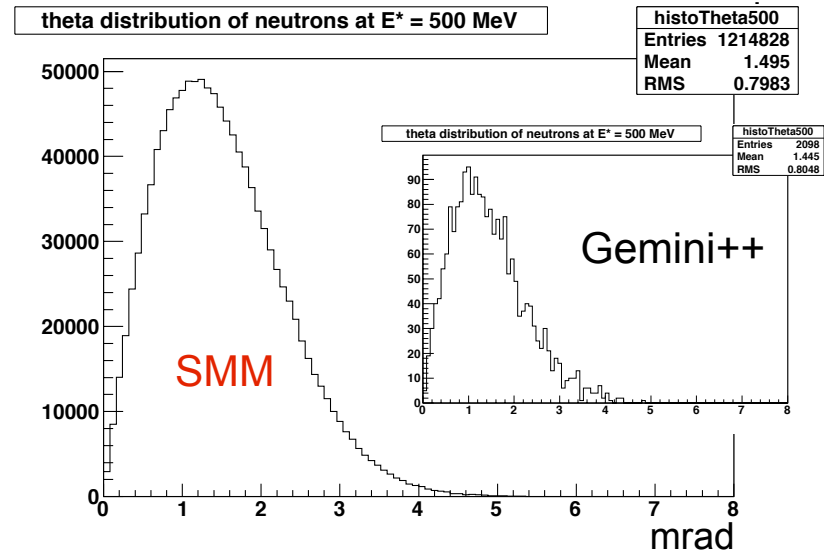 theta distribution of neutrons at E* = 500 MeV
histoTheta500
Entries 1214828
Mean 1.495
RMS 0.7983
50000
40000
30000
20000
10000
0
0 1 2 3 4 5 6 7 8
mrad
SMM
theta distribution of neutrons at E* = 500 MeV
histoTheta500
Entries 2098
Mean 1.445
RMS 0.8048
90
80
70
60
50
40
30
20
10
0
0 1 2 3 4 5 6 7 8
Gemini++